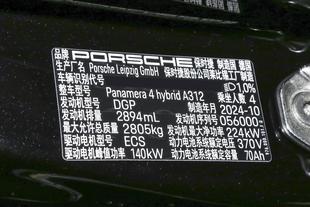 品牌 PORSCHE 保时捷 制造国 德国
生产厂名 Porsche Leipzig GmbH 保时捷股份公司莱比锡工厂
车辆识别代号
整车型号 Panamera 4 hybrid A312 乘坐人数 4
发动机型号 DGP 制造年月 2024-10
发动机排量 2894mL 发动机序号 056000
最大允许总质量 2805kg 发动机最大净功率 224kW
驱动电机型号 ECS 动力电池系统额定电压 370V
驱动电机峰值功率 140kW 动力电池系统额定容量 70Ah